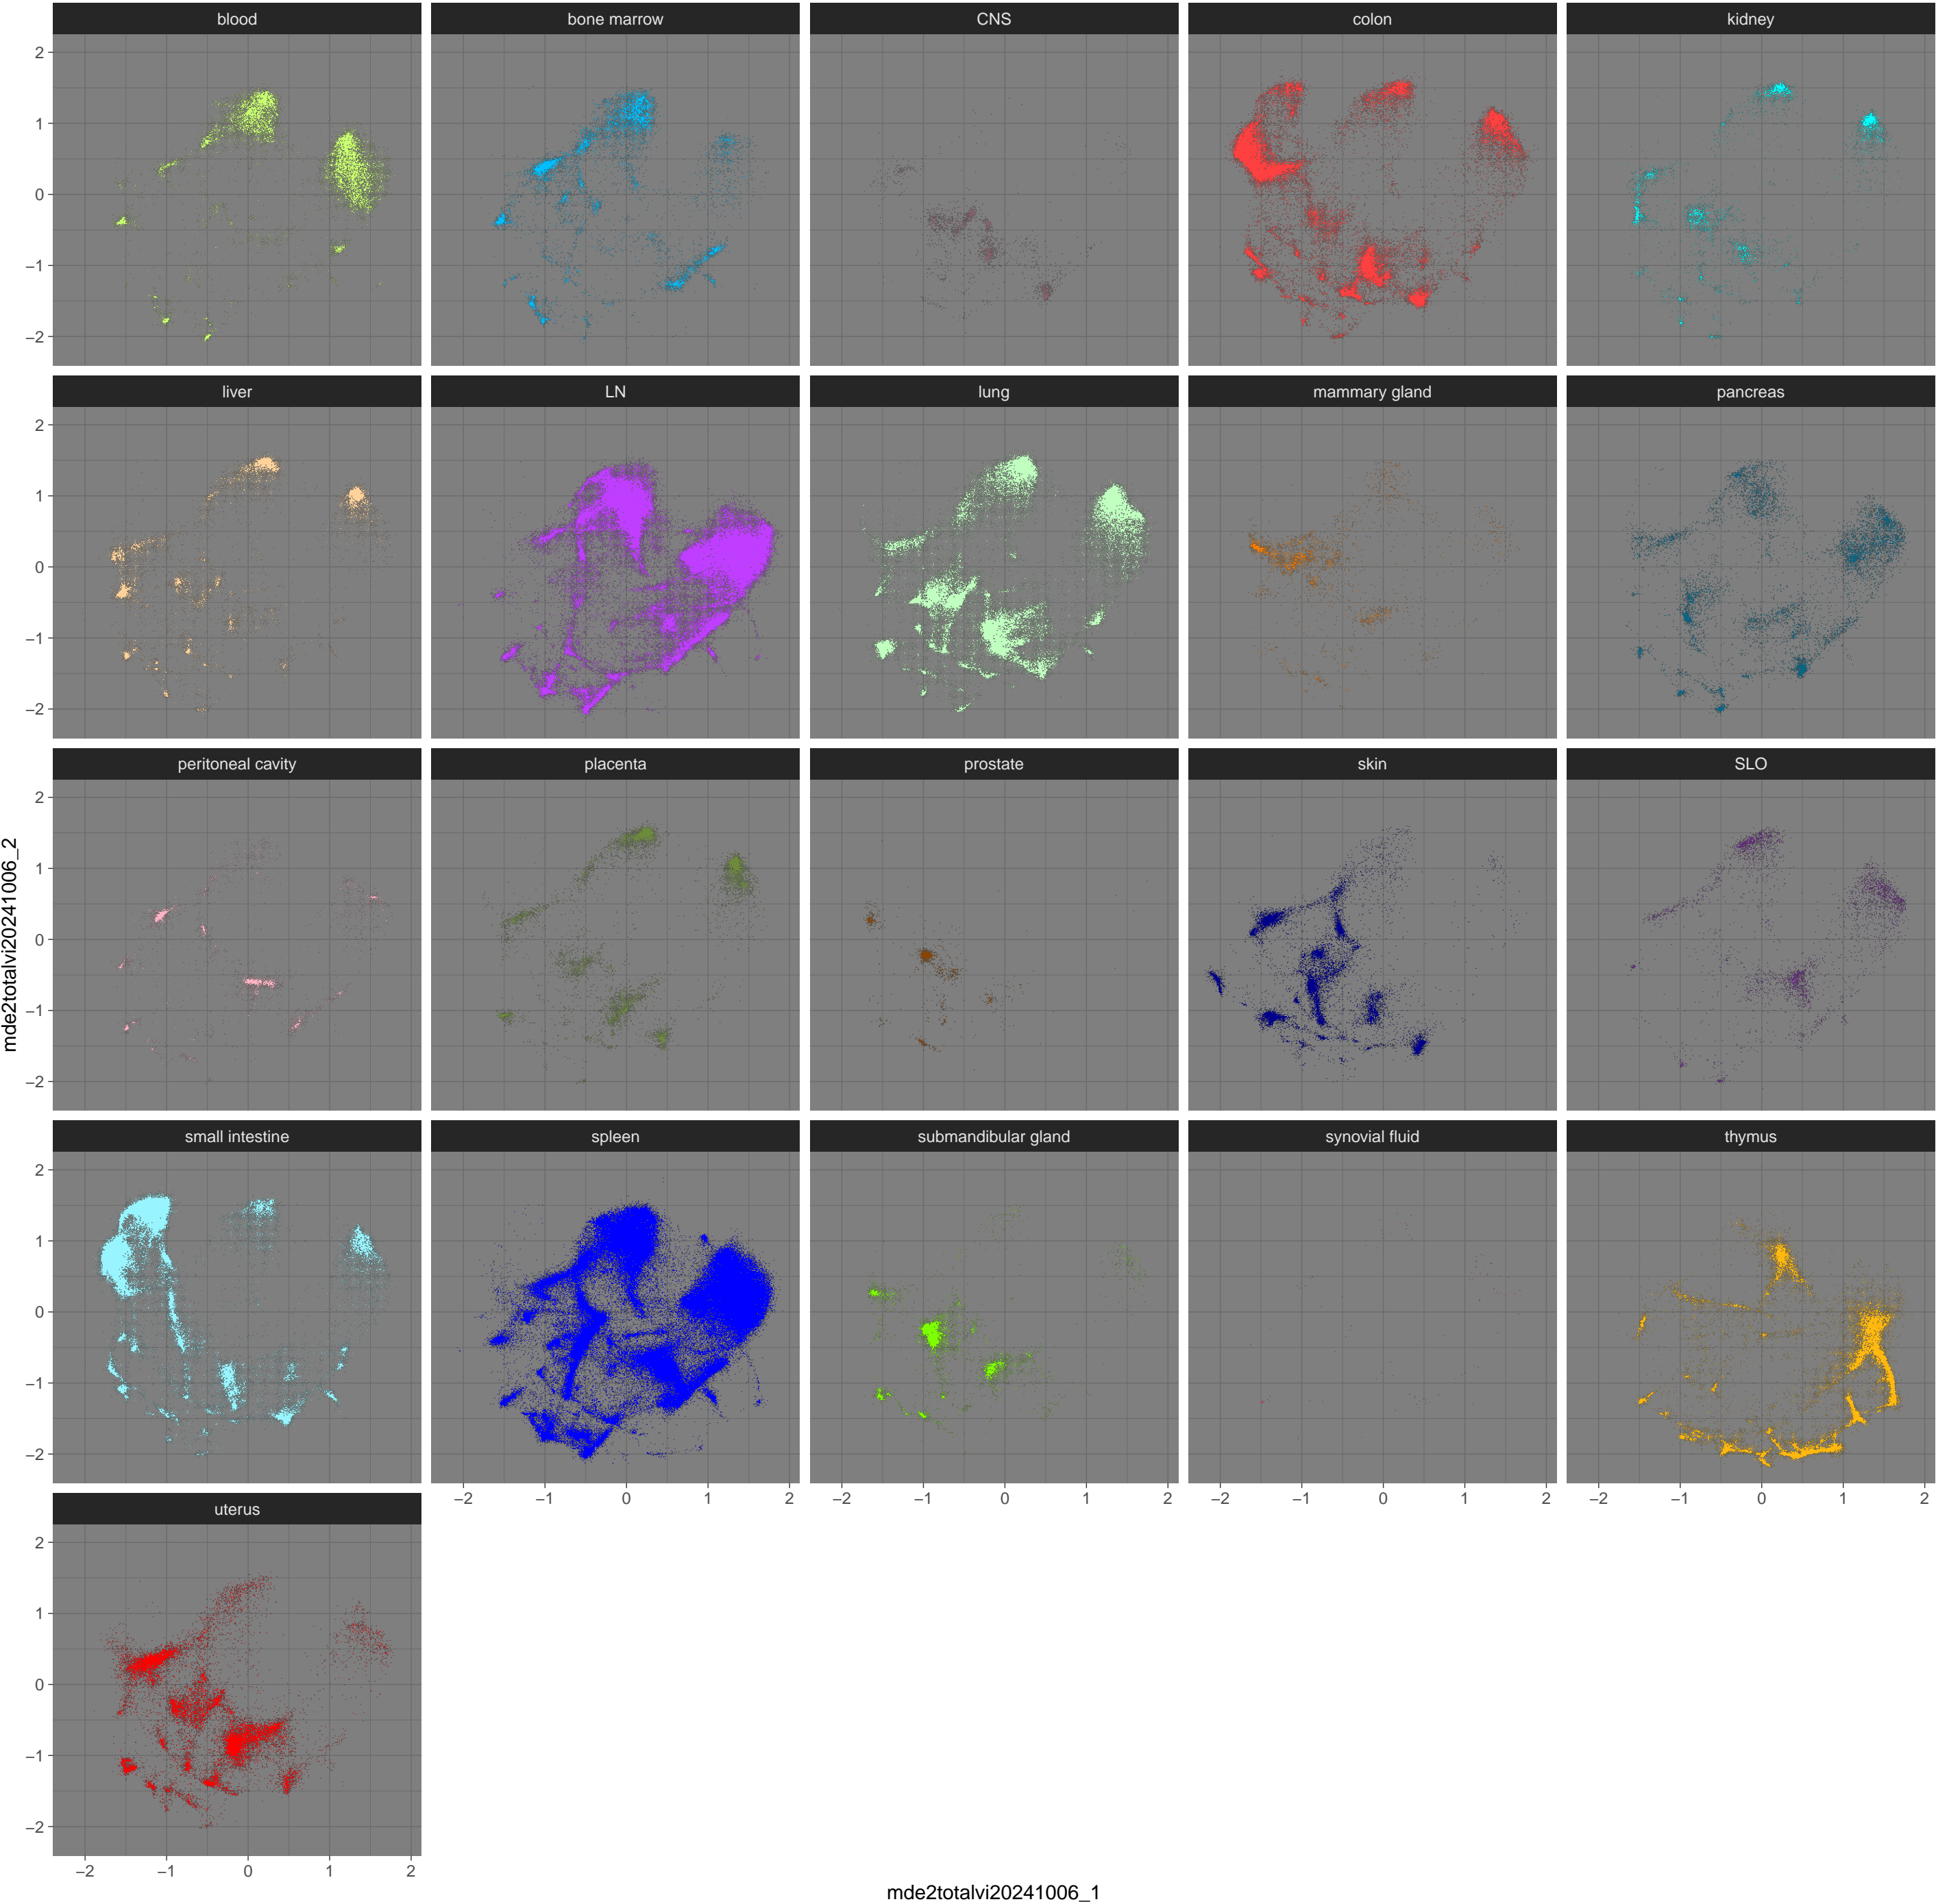 blood
bone marrow
CNS
colon
kidney
2
1
0
−1
−2
liver
LN
lung
mammary gland
pancreas
2
1
0
−1
−2
peritoneal cavity
placenta
prostate
skin
SLO
2
1
0
−1
−2
small intestine
spleen
submandibular gland
synovial fluid
thymus
2
1
0
−1
−2
−2 −1 0 1 2
−2 −1 0 1 2
−2 −1 0 1 2
−2 −1 0 1 2
uterus
2
1
0
−1
−2
−2 −1 0 1 2
mde2totalvi20241006_2
mde2totalvi20241006_1